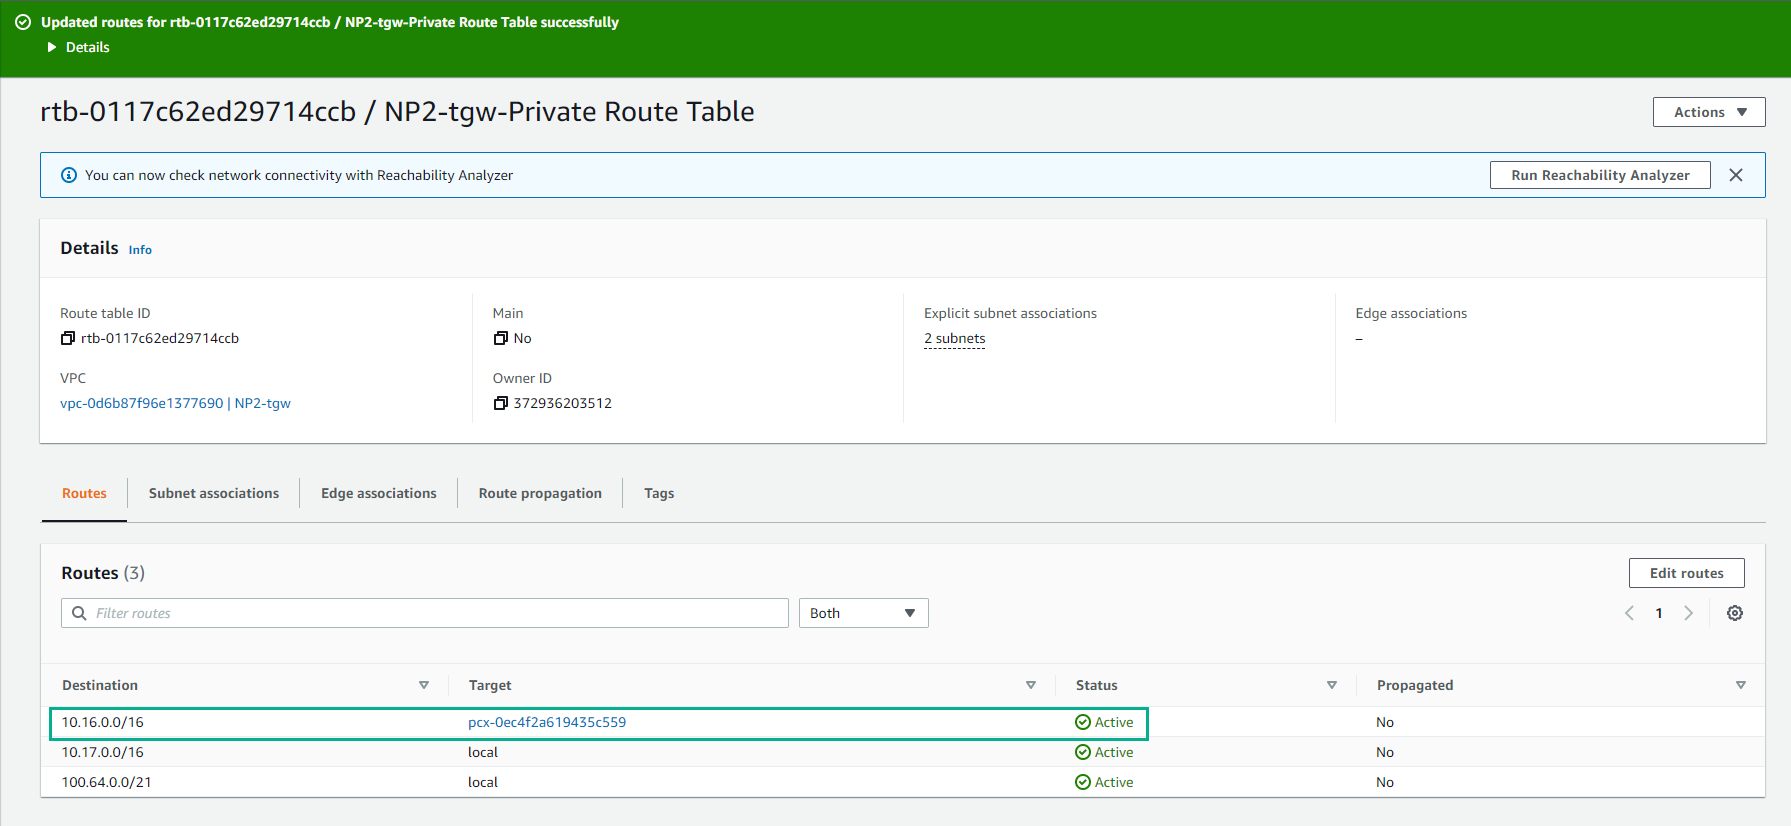 Updated routes for rtb-0117c62ed29714ccb / NP2-tgw-Private Route Table successfully
Details
rtb-0117c62ed29714ccb / NP2-tgw-Private Route Table
Actions
You can now check network connectivity with Reachability Analyzer
Run Reachability Analyzer
Details Info
Route table ID Main Explicit subnet associations Edge associations
rtb-0117c62ed29714ccb No 2 subnets –
VPC Owner ID
vpc-0d6b87f96e1377690 | NP2-tgw 372936203512
Routes Subnet associations Edge associations Route propagation Tags
Routes (3) Edit routes
Filter routes Both 1
Destination Target Status Propagated
10.16.0.0/16 pcx-0ec4f2a619435c559 Active No
10.17.0.0/16 local Active No
100.64.0.0/21 local Active No